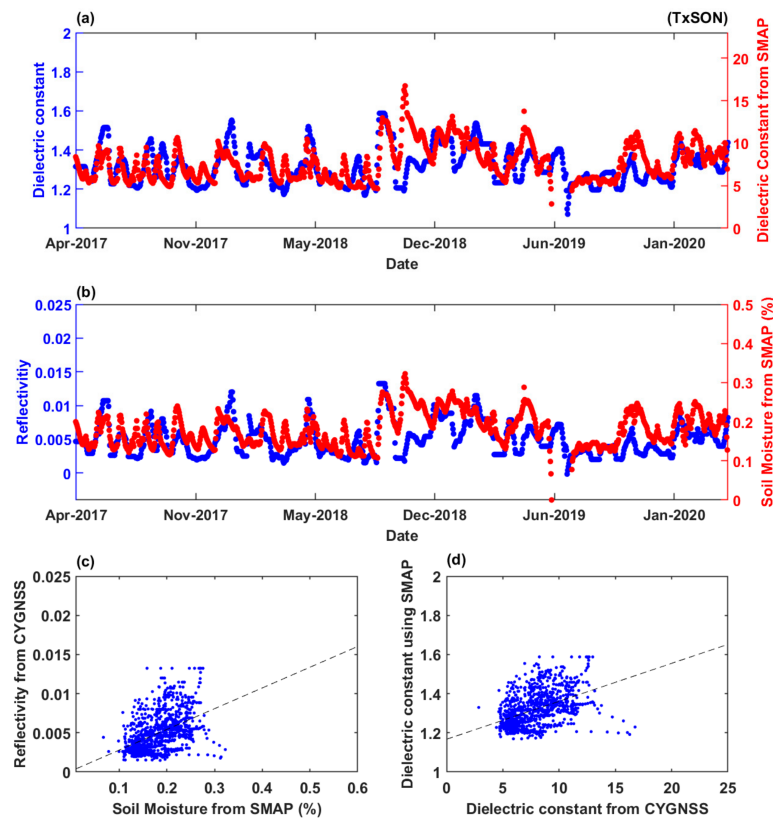 (a)
(TxSON)
Dielectric constant
2
1.8
1.6
1.4
1.2
1
Dielectric Constant from SMAP
20
15
10
5
0
Apr-2017 Nov-2017 May-2018 Dec-2018 Jun-2019 Jan-2020
Date
(b)
Reflectivitiy
0.025
0.02
0.015
0.01
0.005
0
Soil Moisture from SMAP (%)
0.5
0.4
0.3
0.2
0.1
0
Apr-2017 Nov-2017 May-2018 Dec-2018 Jun-2019 Jan-2020
Date
(c)
Reflectivity from CYGNSS
0.025
0.02
0.015
0.01
0.005
0
0.1 0.2 0.3 0.4 0.5 0.6
Soil Moisture from SMAP (%)
(d)
Dielectric constant using SMAP
2
1.8
1.6
1.4
1.2
1
0 5 10 15 20 25
Dielectric constant from CYGNSS